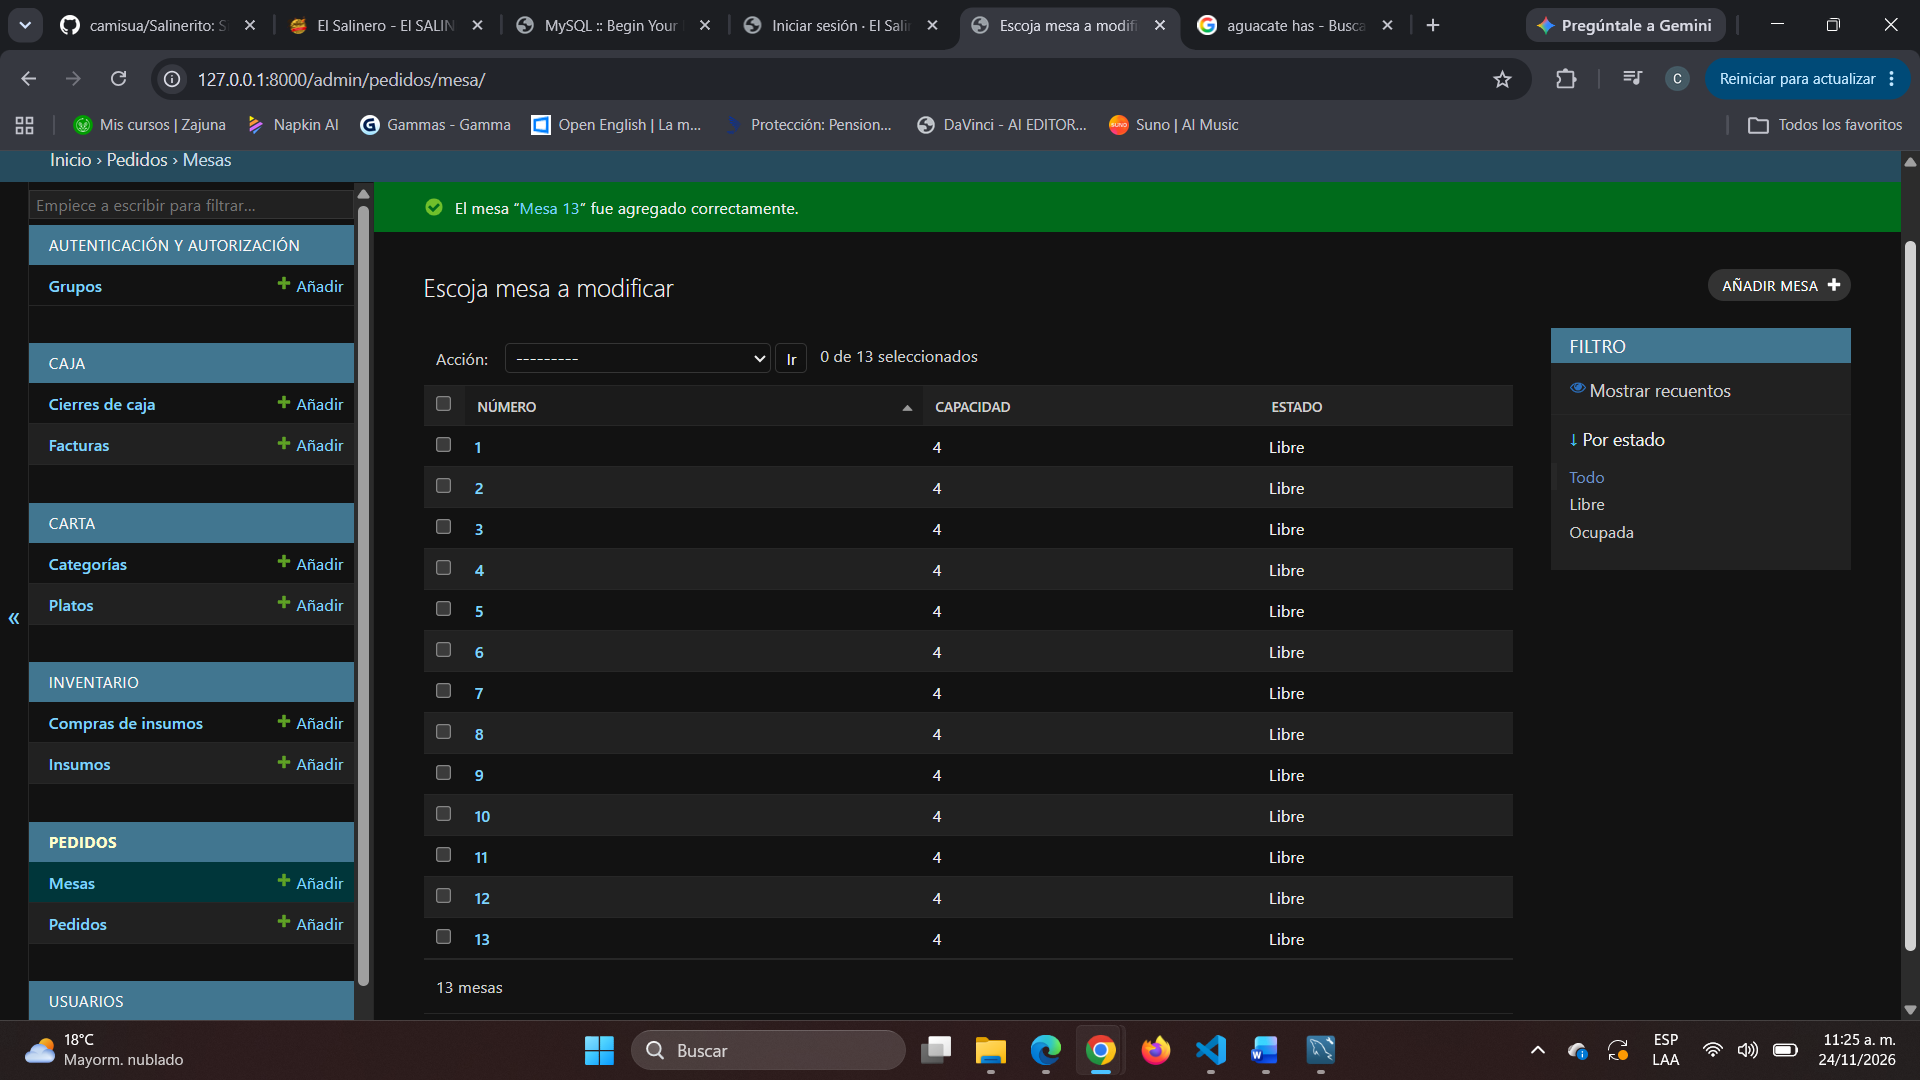 camisua/Salinerito: S
El Salinero - El SALIN
MySQL :: Begin Your
Iniciar sesión · El Sali
Escoja mesa a modifi
aguacate has - Busca
Pregúntale a Gemini
127.0.0.1:8000/admin/pedidos/mesa/
C
Reiniciar para actualizar
Mis cursos | Zajuna
Napkin AI
Gammas - Gamma
Open English | La m...
Protección: Pension...
DaVinci - AI EDITOR...
Suno | AI Music
Todos los favoritos
Inicio › Pedidos › Mesas
Empiece a escribir para filtrar...
AUTENTICACIÓN Y AUTORIZACIÓN
Grupos
Añadir
CAJA
Cierres de caja
Añadir
Facturas
Añadir
CARTA
Categorías
Añadir
Platos
Añadir
«
INVENTARIO
Compras de insumos
Añadir
Insumos
Añadir
PEDIDOS
Mesas
Añadir
Pedidos
Añadir
USUARIOS
El mesa “Mesa 13” fue agregado correctamente.
Escoja mesa a modificar
AÑADIR MESA
Acción: --------- Ir 0 de 13 seleccionados
NÚMERO CAPACIDAD ESTADO
1 4 Libre
2 4 Libre
3 4 Libre
4 4 Libre
5 4 Libre
6 4 Libre
7 4 Libre
8 4 Libre
9 4 Libre
10 4 Libre
11 4 Libre
12 4 Libre
13 4 Libre
13 mesas
FILTRO
Mostrar recuentos
↓ Por estado
Todo
Libre
Ocupada
18°C
Mayorm. nublado
Buscar
ESP
LAA
11:25 a. m.
24/11/2026